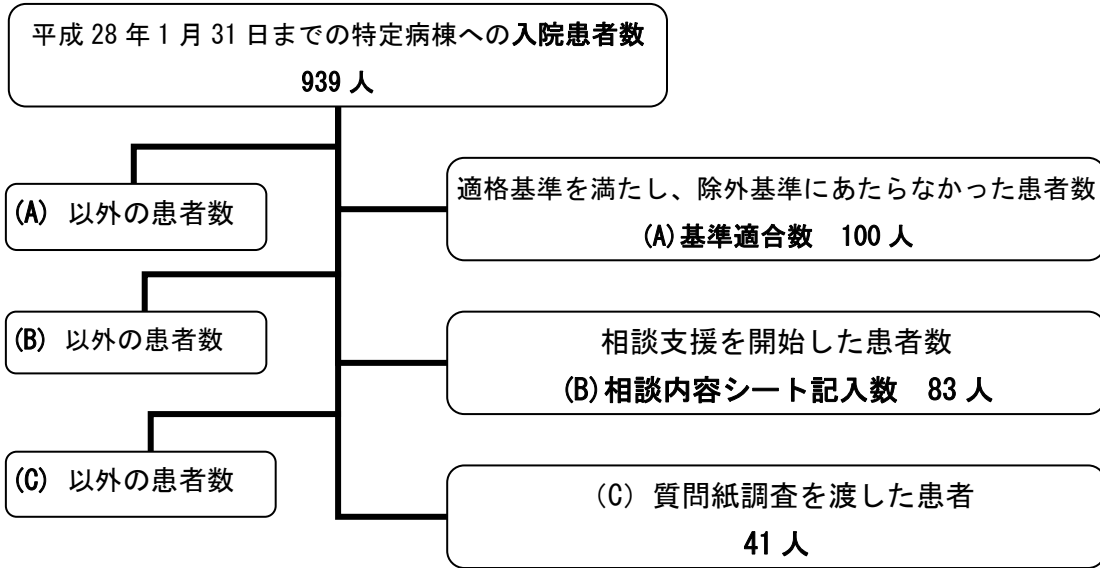 平成 28 年 1 月 31 日までの特定病棟への入院患者数
939 人
(A) 以外の患者数
適格基準を満たし、除外基準にあたらなかった患者数
(A)基準適合数　100 人
(B) 以外の患者数
相談支援を開始した患者数
(B)相談内容シート記入数　83 人
(C) 以外の患者数
(C) 質問紙調査を渡した患者
41 人